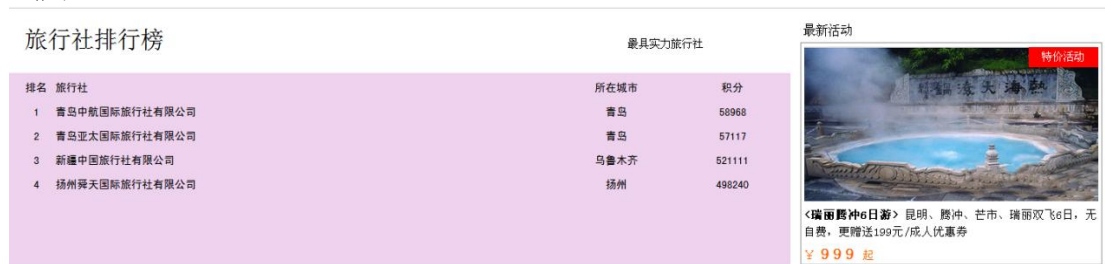 旅行社排行榜
最具实力旅行社
排名 旅行社 所在城市 积分
1 青岛中航国际旅行社有限公司 青岛 58968
2 青岛亚太国际旅行社有限公司 青岛 57117
3 新疆中国旅行社有限公司 乌鲁木齐 521111
4 扬州舜天国际旅行社有限公司 扬州 498240
最新活动
特价活动
热海大滚锅
<瑞丽腾冲6日游> 昆明、腾冲、芒市、瑞丽双飞6日，无
自费，更赠送199元/成人优惠券
¥ 999 起